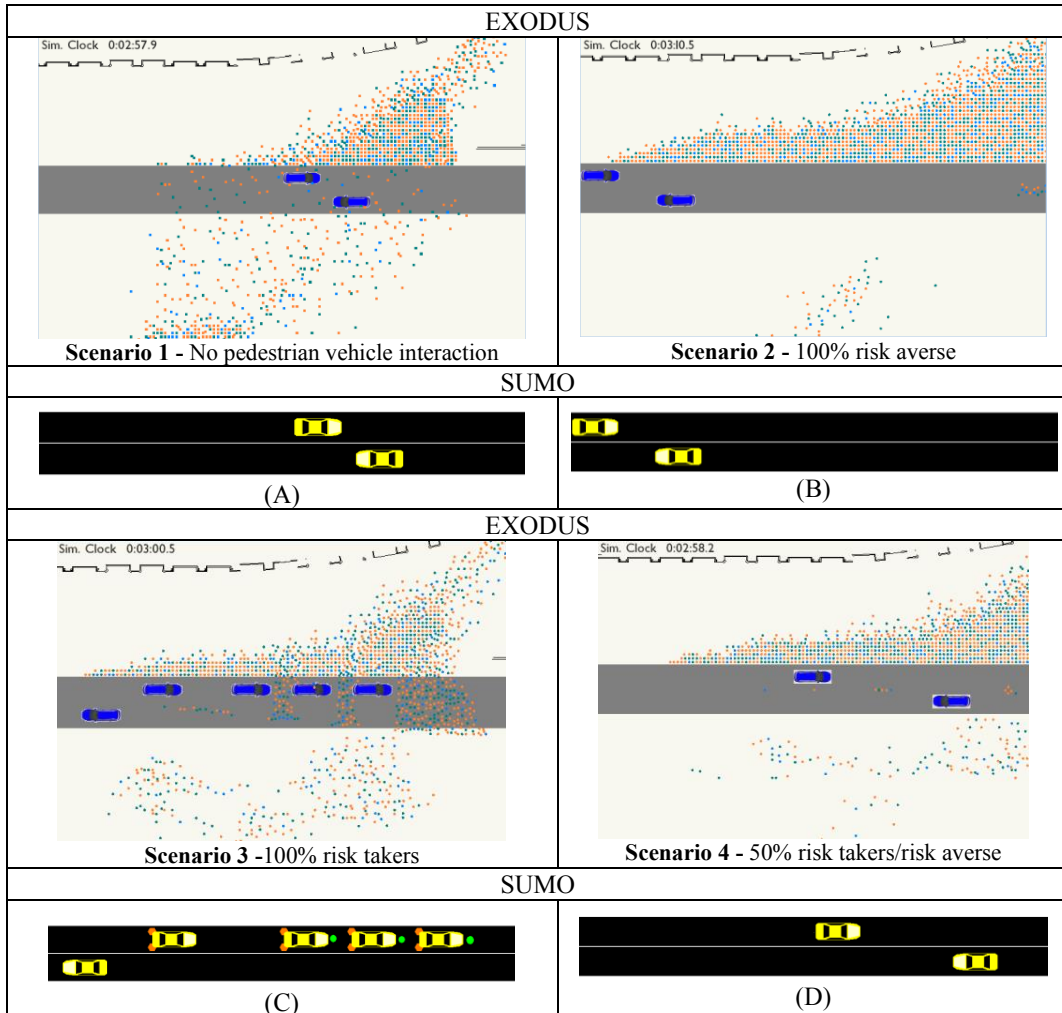 EXODUS
Sim. Clock 0:02:57.9
Sim. Clock 0:03:10.5
Scenario 1 - No pedestrian vehicle interaction
Scenario 2 - 100% risk averse
SUMO
(A)
(B)
EXODUS
Sim. Clock 0:03:00.5
Sim. Clock 0:02:58.2
Scenario 3 -100% risk takers
Scenario 4 - 50% risk takers/risk averse
SUMO
(C)
(D)